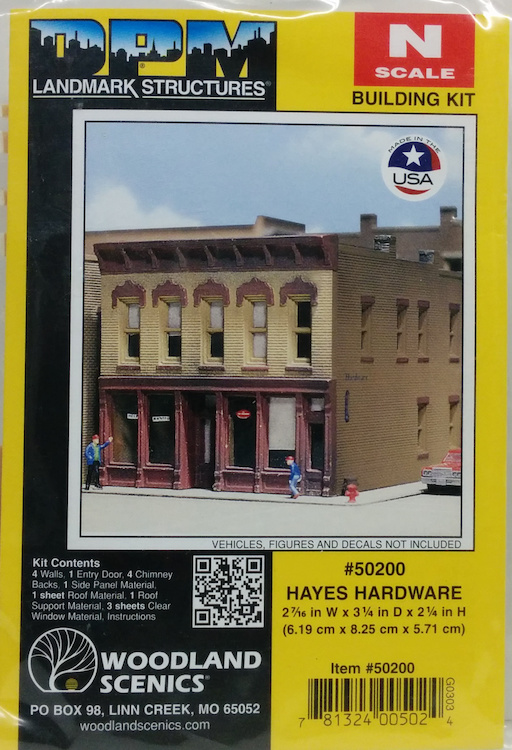 DPM
LANDMARK STRUCTURES®
N
SCALE
BUILDING KIT
MADE IN THE
USA
VEHICLES, FIGURES AND DECALS NOT INCLUDED
Kit Contents
4 Walls, 1 Entry Door, 4 Chimney
Backs, 1 Side Panel Material,
1 sheet Roof Material, 1 Roof
Support Material, 3 sheets Clear
Window Material, Instructions
#50200
HAYES HARDWARE
2 7/16 in W x 3 1/4 in D x 2 1/4 in H
(6.19 cm x 8.25 cm x 5.71 cm)
WOODLAND
SCENICS®
PO BOX 98, LINN CREEK, MO 65052
woodlandscenics.com
Item #50200
G0303
7 81324 00502 4